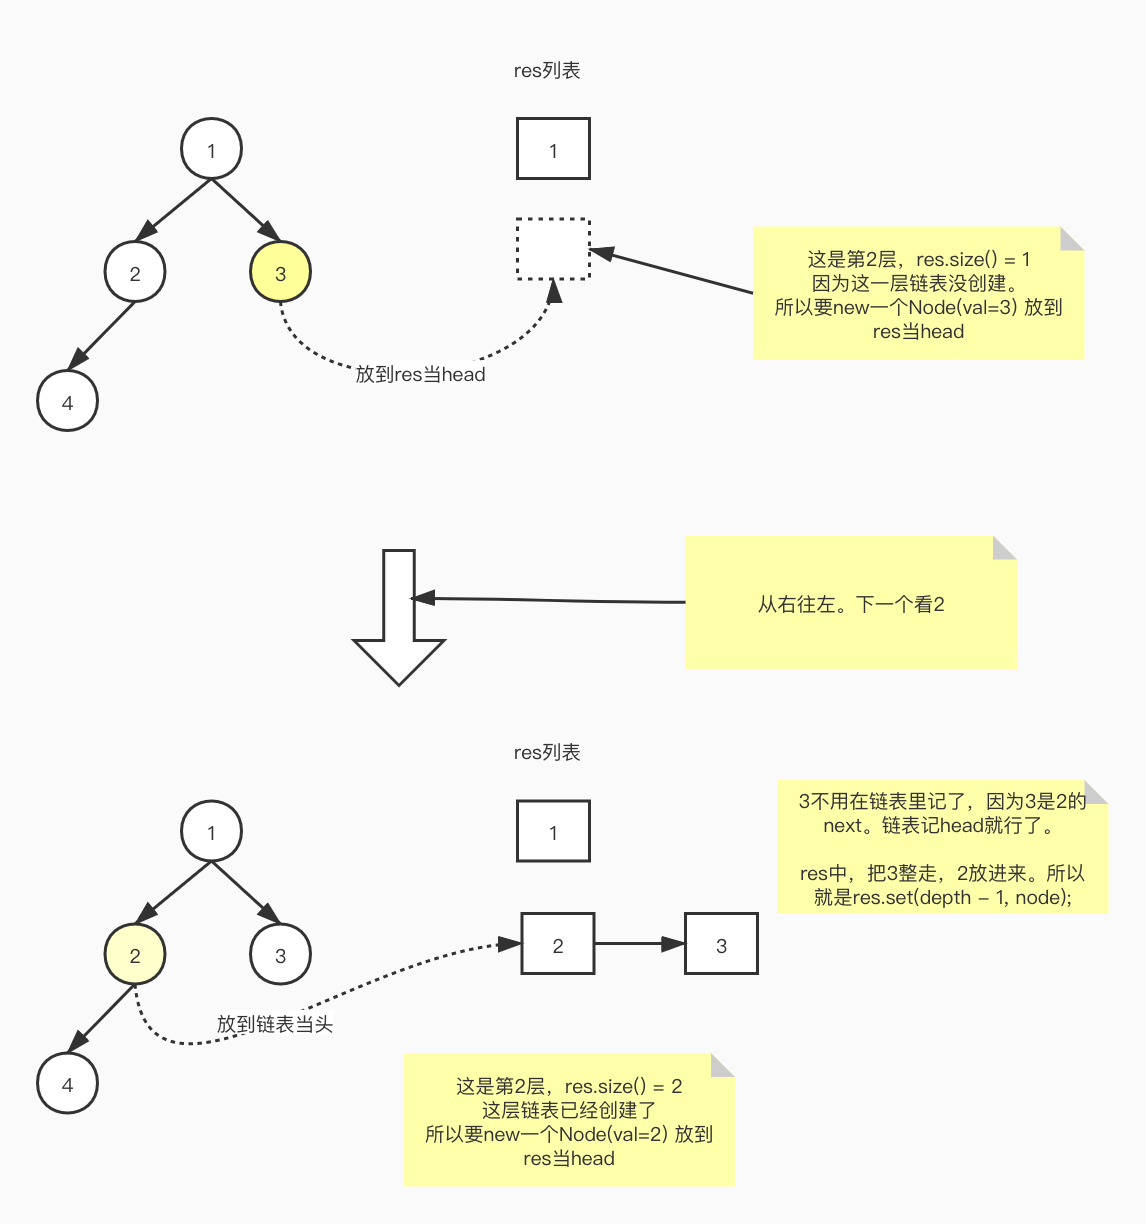 res列表
1
1
2
3
4
这是第2层，res.size() = 1
因为这一层链表没创建。
所以要new一个Node(val=3) 放到
res当head
放到res当head
从右往左。下一个看2
res列表
1
1
2
3
4
2
3
3不用在链表里记了，因为3是2的
next。链表记head就行了。
res中，把3整走，2放进来。所以
就是res.set(depth – 1, node);
放到链表当头
这是第2层，res.size() = 2
这层链表已经创建了
所以要new一个Node(val=2) 放到
res当head